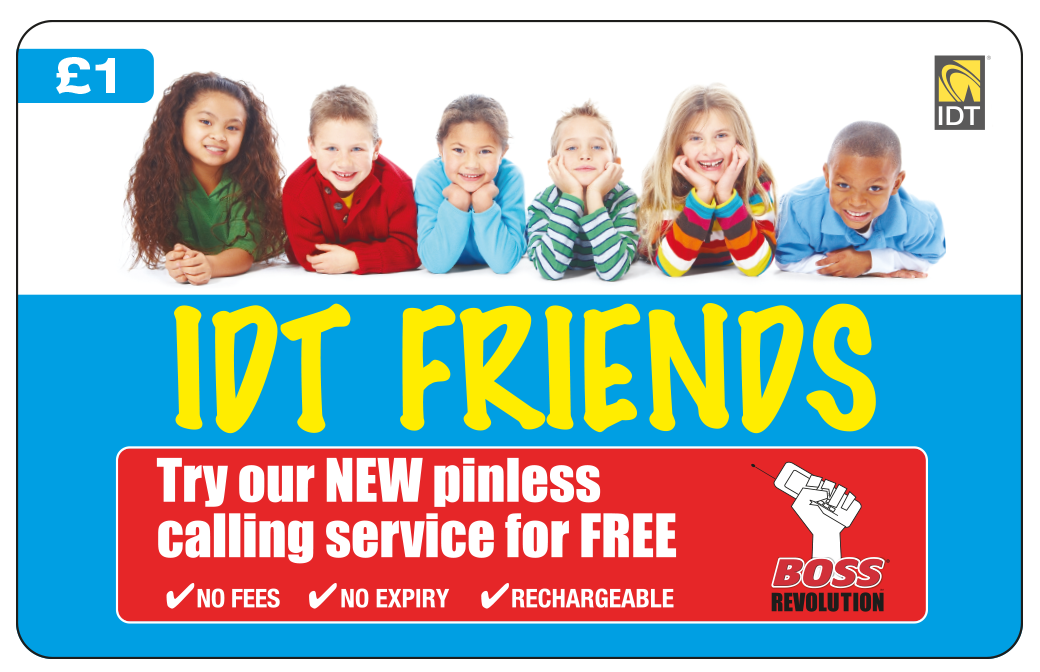 £1
IDT
IDT FRIENDS
Try our NEW pinless
calling service for FREE
✔NO FEES ✔NO EXPIRY ✔RECHARGEABLE
BOSS
REVOLUTION